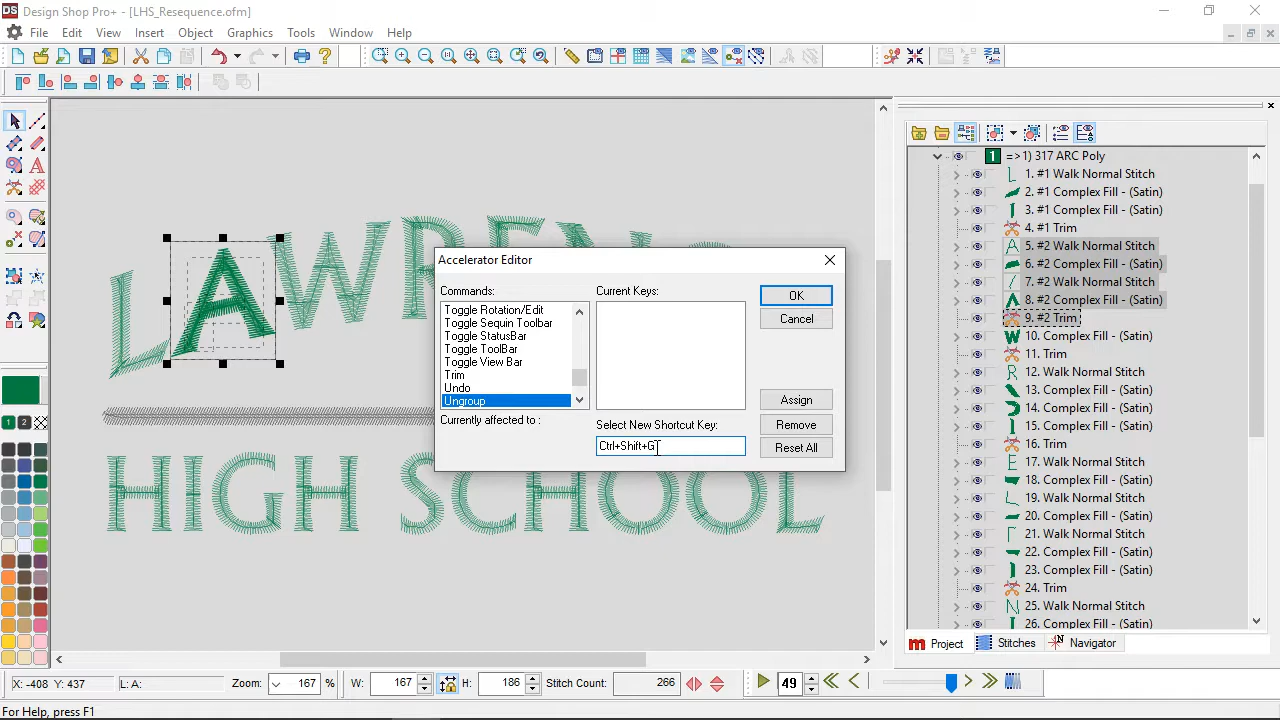 DS Design Shop Pro+ - [LHS_Resequence.ofm]
File Edit View Insert Object Graphics Tools Window Help
=>1) 317 ARC Poly
1
1. #1 Walk Normal Stitch
2. #1 Complex Fill - (Satin)
3. #1 Complex Fill - (Satin)
4. #1 Trim
5. #2 Walk Normal Stitch
6. #2 Complex Fill - (Satin)
7. #2 Walk Normal Stitch
8. #2 Complex Fill - (Satin)
9. #2 Trim
10. Complex Fill - (Satin)
11. Trim
12. Walk Normal Stitch
13. Complex Fill - (Satin)
14. Complex Fill - (Satin)
15. Complex Fill - (Satin)
16. Trim
17. Walk Normal Stitch
18. Complex Fill - (Satin)
19. Walk Normal Stitch
20. Complex Fill - (Satin)
21. Walk Normal Stitch
22. Complex Fill - (Satin)
23. Complex Fill - (Satin)
24. Trim
25. Walk Normal Stitch
26. Complex Fill - (Satin)
Project Stitches Navigator
HIGH SCHOOL
Accelerator Editor
Commands: Current Keys:
Toggle Rotation/Edit
Toggle Sequin Toolbar
Toggle StatusBar
Toggle ToolBar
Toggle View Bar
Trim
Undo
Ungroup
OK
Cancel
Assign
Remove
Reset All
Currently affected to :
Select New Shortcut Key:
Ctrl+Shift+G
1 2
X: -408 Y: 437 L: A: Zoom: 167 % W: 167 H: 186 Stitch Count: 266 49
For Help, press F1